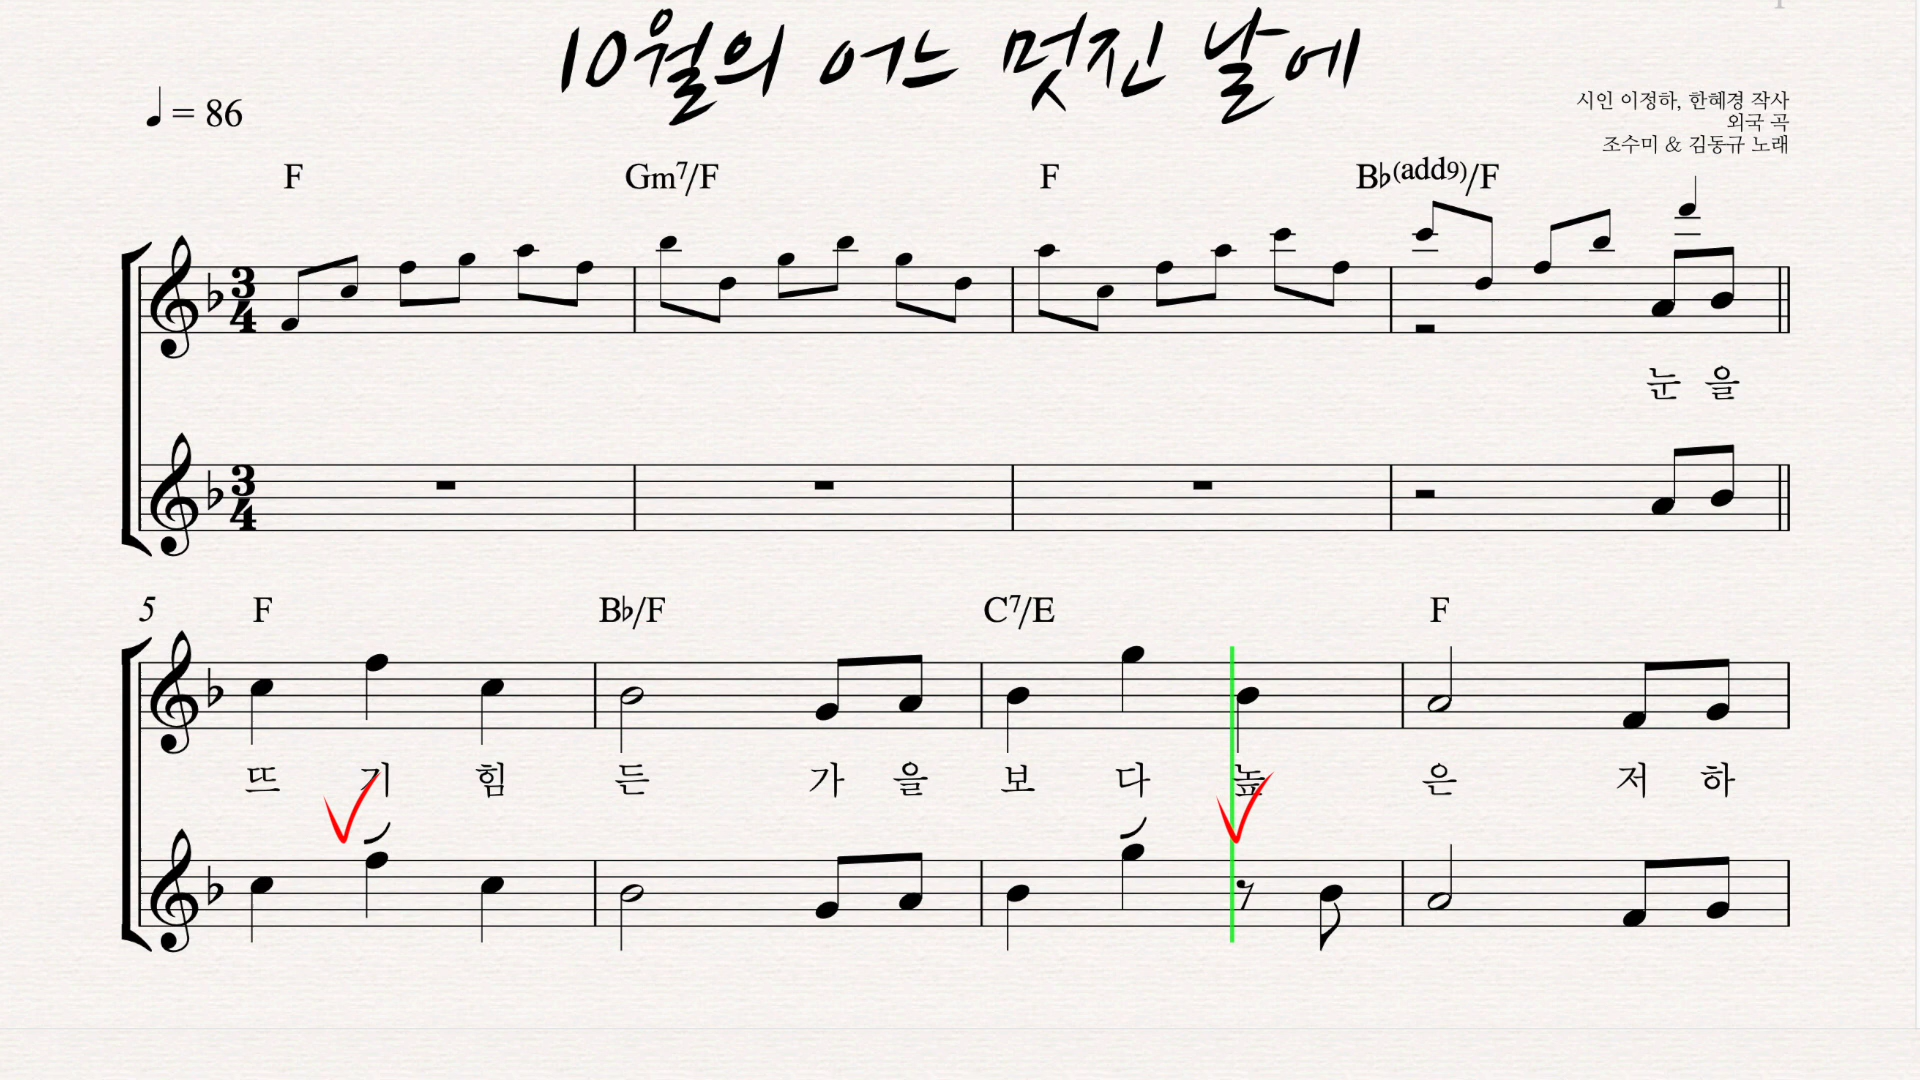 10월의 어느 멋진 날에
♩ = 86
시인 이정하, 한혜경 작사
외국 곡
조수미 & 김동규 노래
F Gm7/F F B♭(add9)/F
3 4
눈 을
3 4
5 F B♭/F C7/E F
뜨 기 힘 든 가 을 보 다 높 은 저 하